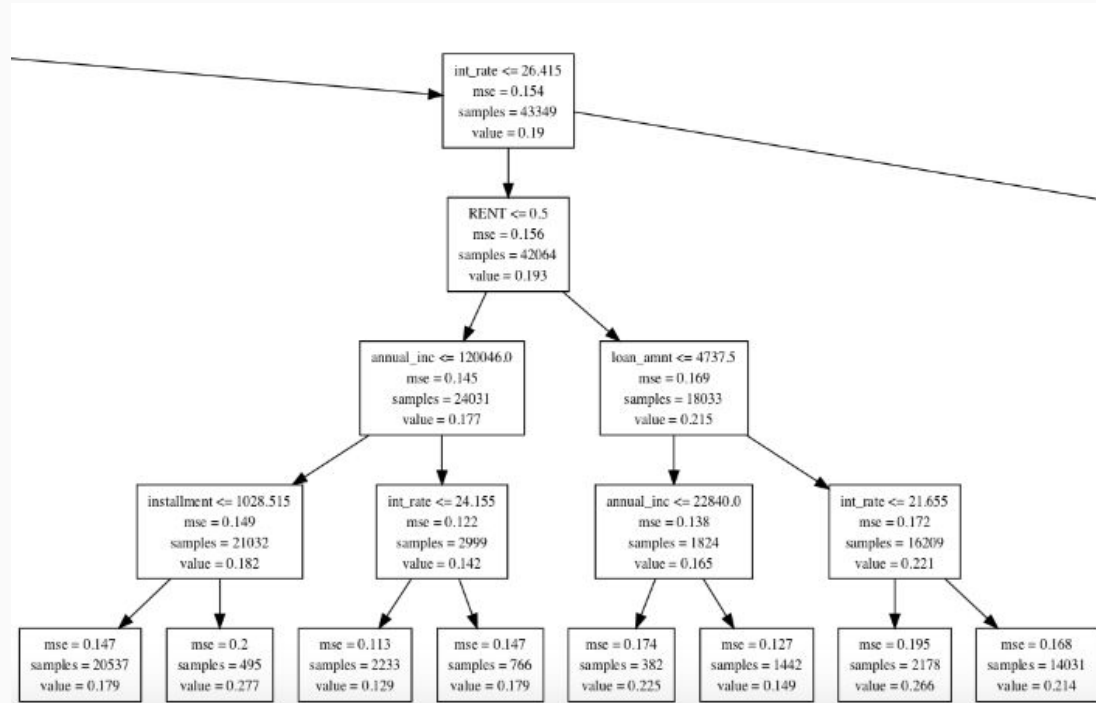 int_rate <= 26.415
mse = 0.154
samples = 43349
value = 0.19
RENT <= 0.5
mse = 0.156
samples = 42064
value = 0.193
annual_inc <= 120046.0
mse = 0.145
samples = 24031
value = 0.177
loan_amnt <= 4737.5
mse = 0.169
samples = 18033
value = 0.215
installment <= 1028.515
mse = 0.149
samples = 21032
value = 0.182
int_rate <= 24.155
mse = 0.122
samples = 2999
value = 0.142
annual_inc <= 22840.0
mse = 0.138
samples = 1824
value = 0.165
int_rate <= 21.655
mse = 0.172
samples = 16209
value = 0.221
mse = 0.147
samples = 20537
value = 0.179
mse = 0.2
samples = 495
value = 0.277
mse = 0.113
samples = 2233
value = 0.129
mse = 0.147
samples = 766
value = 0.179
mse = 0.174
samples = 382
value = 0.225
mse = 0.127
samples = 1442
value = 0.149
mse = 0.195
samples = 2178
value = 0.266
mse = 0.168
samples = 14031
value = 0.214